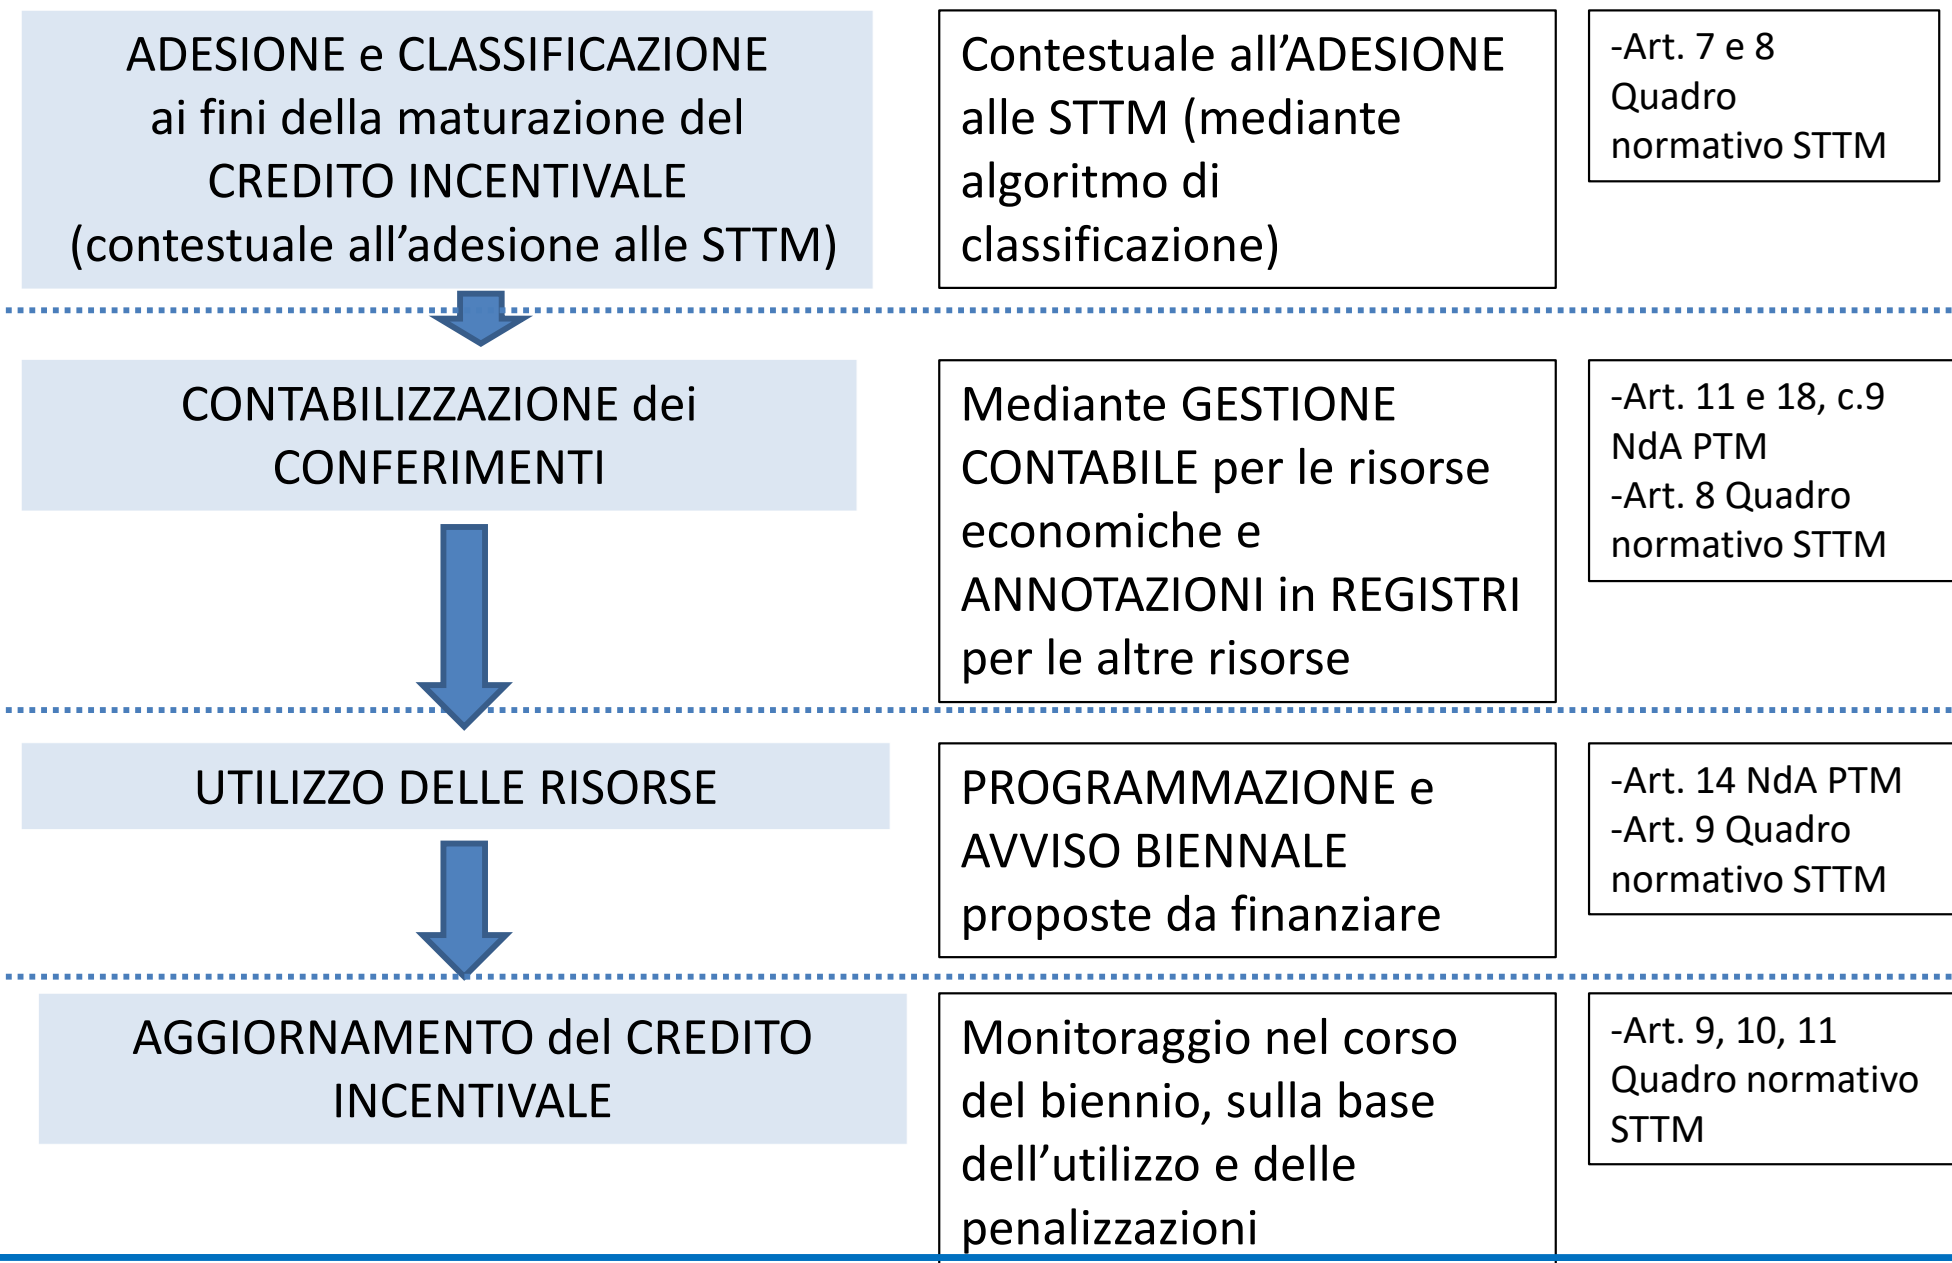 ADESIONE e CLASSIFICAZIONE
ai fini della maturazione del
CREDITO INCENTIVALE
(contestuale all’adesione alle STTM)
Contestuale all’ADESIONE
alle STTM (mediante
algoritmo di
classificazione)
-Art. 7 e 8
Quadro
normativo STTM
CONTABILIZZAZIONE dei
CONFERIMENTI
Mediante GESTIONE
CONTABILE per le risorse
economiche e
ANNOTAZIONI in REGISTRI
per le altre risorse
-Art. 11 e 18, c.9
NdA PTM
-Art. 8 Quadro
normativo STTM
UTILIZZO DELLE RISORSE
PROGRAMMAZIONE e
AVVISO BIENNALE
proposte da finanziare
-Art. 14 NdA PTM
-Art. 9 Quadro
normativo STTM
AGGIORNAMENTO del CREDITO
INCENTIVALE
Monitoraggio nel corso
del biennio, sulla base
dell’utilizzo e delle
penalizzazioni
-Art. 9, 10, 11
Quadro normativo
STTM